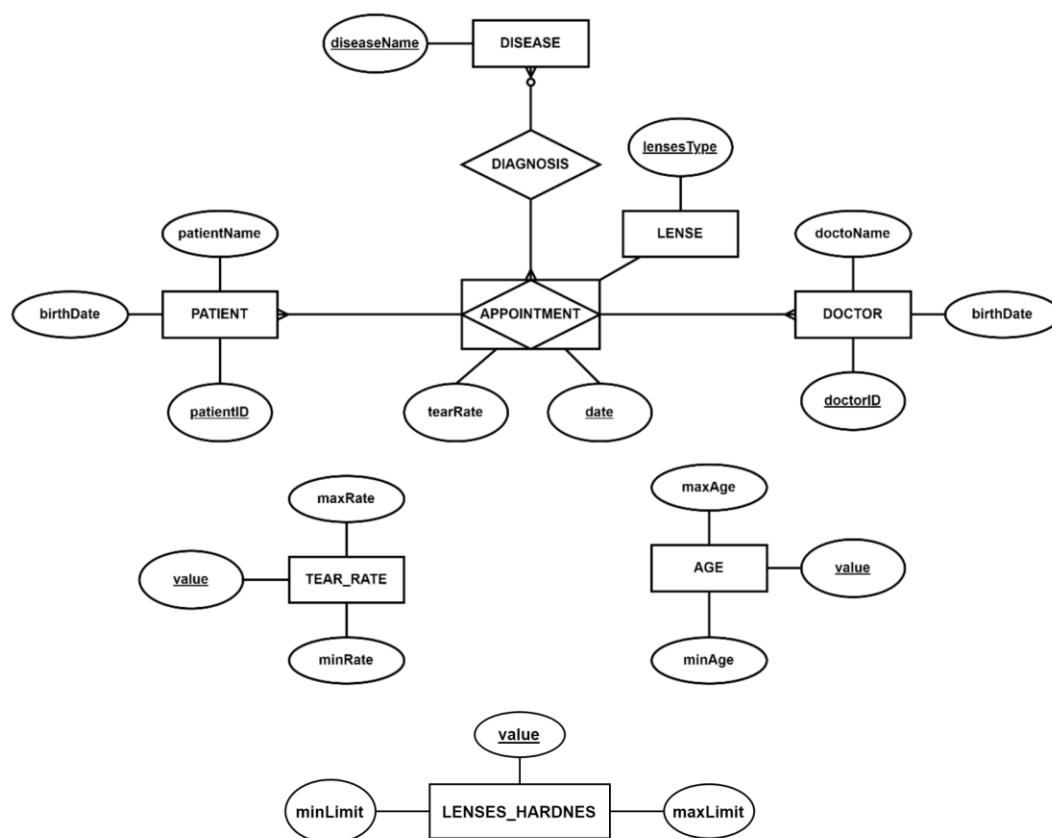 diseaseName
DISEASE
DIAGNOSIS
lensesType
patientName
LENSE
doctoName
birthDate
PATIENT
APPOINTMENT
DOCTOR
birthDate
patientID
tearRate
date
doctorID
maxRate
maxAge
value
TEAR_RATE
AGE
value
minRate
minAge
value
minLimit
LENSES_HARDNES
maxLimit